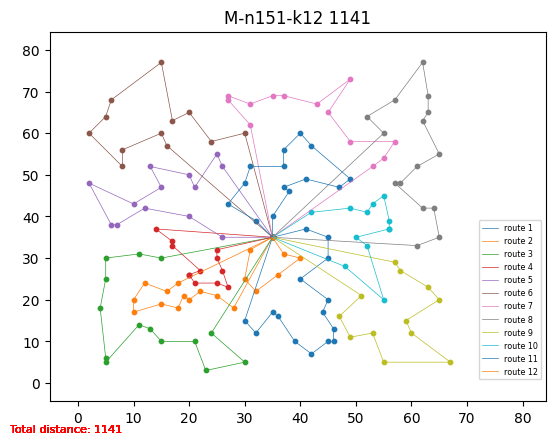 M-n151-k12 1141
80
70
60
50
40
30
20
10
0
0 10 20 30 40 50 60 70 80
route 1
route 2
route 3
route 4
route 5
route 6
route 7
route 8
route 9
route 10
route 11
route 12
Total distance: 1141